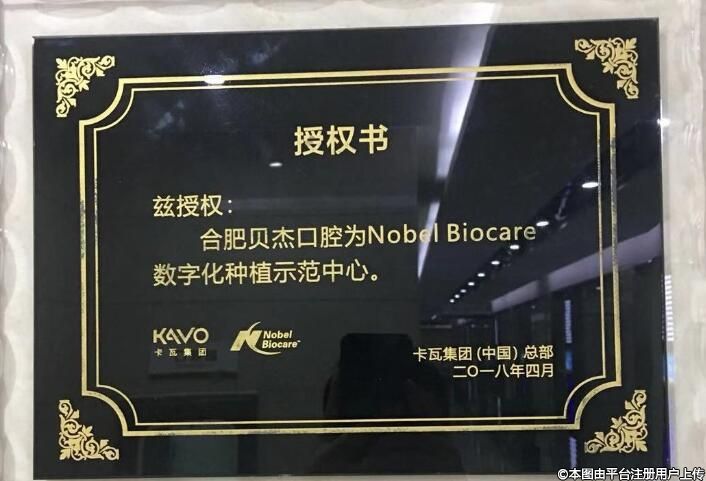 授权书
兹授权：
合肥贝杰口腔为Nobel Biocare
数字化种植示范中心。
KAVO
卡瓦集团
Nobel
Biocare™
卡瓦集团(中国)总部
二〇一八年四月
©本图由平台注册用户上传